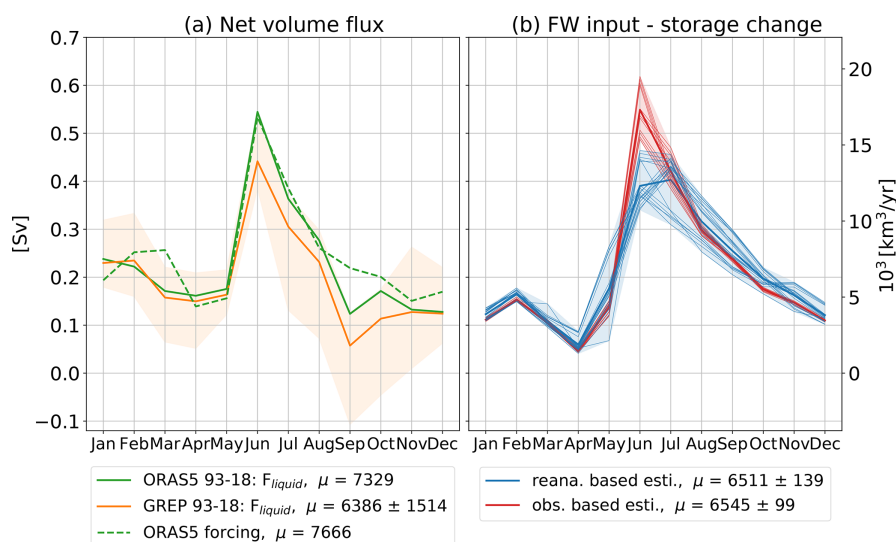 (a) Net volume flux
(b) FW input - storage change
[Sv]
0.7
0.6
0.5
0.4
0.3
0.2
0.1
0.0
−0.1
Jan Feb Mar Apr May Jun Jul Aug Sep Oct Nov Dec
20
15
10
5
0
10³ [km³/yr]
Jan Feb Mar Apr May Jun Jul Aug Sep Oct Nov Dec
ORAS5 93-18: Fliquid, μ = 7329
GREP 93-18: Fliquid, μ = 6386 ± 1514
ORAS5 forcing, μ = 7666
reana. based esti., μ = 6511 ± 139
obs. based esti., μ = 6545 ± 99